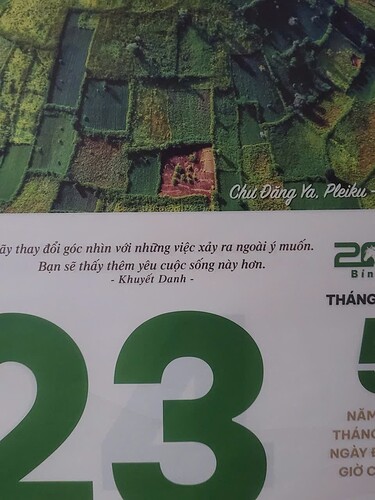 Chư Đăng Ya, Pleiku -
ãy thay đổi góc nhìn với những việc xảy ra ngoài ý muốn.
Bạn sẽ thấy thêm yêu cuộc sống này hơn.
- Khuyết Danh -
20
Bín
THÁNG
5
23
NĂM
THÁNG
NGÀY Đ
GIỜ C